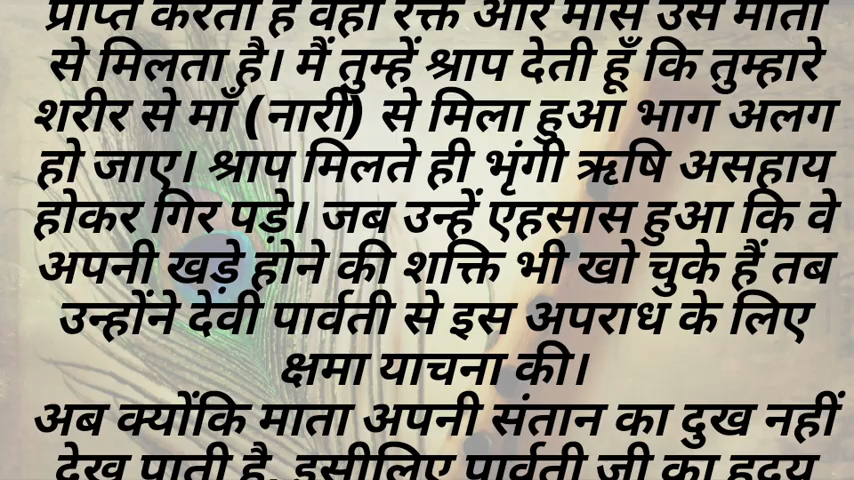 प्राप्त करता है वहीं रक्त और मांस उसे माता
से मिलता है। मैं तुम्हें श्राप देती हूँ कि तुम्हारे
शरीर से माँ (नारी) से मिला हुआ भाग अलग
हो जाए। श्राप मिलते ही भृंगी ऋषि असहाय
होकर गिर पड़े। जब उन्हें एहसास हुआ कि वे
अपनी खड़े होने की शक्ति भी खो चुके हैं तब
उन्होंने देवी पार्वती से इस अपराध के लिए
क्षमा याचना की।
अब क्योंकि माता अपनी संतान का दुख नहीं
देख पाती है, इसीलिए पार्वती जी का हृदय